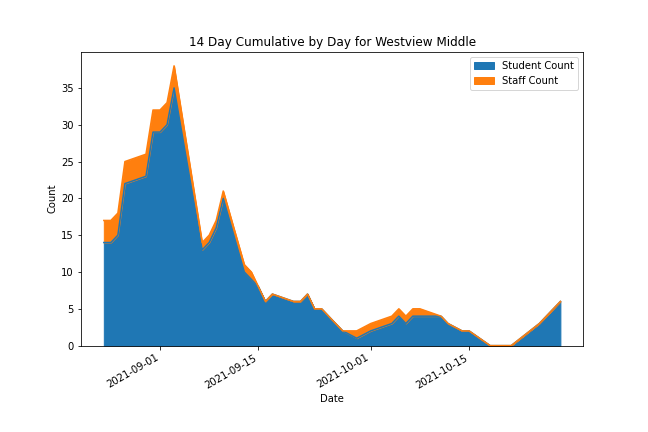 14 Day Cumulative by Day for Westview Middle
Student Count
Staff Count
Count
35
30
25
20
15
10
5
0
2021-09-01
2021-09-15
2021-10-01
2021-10-15
Date